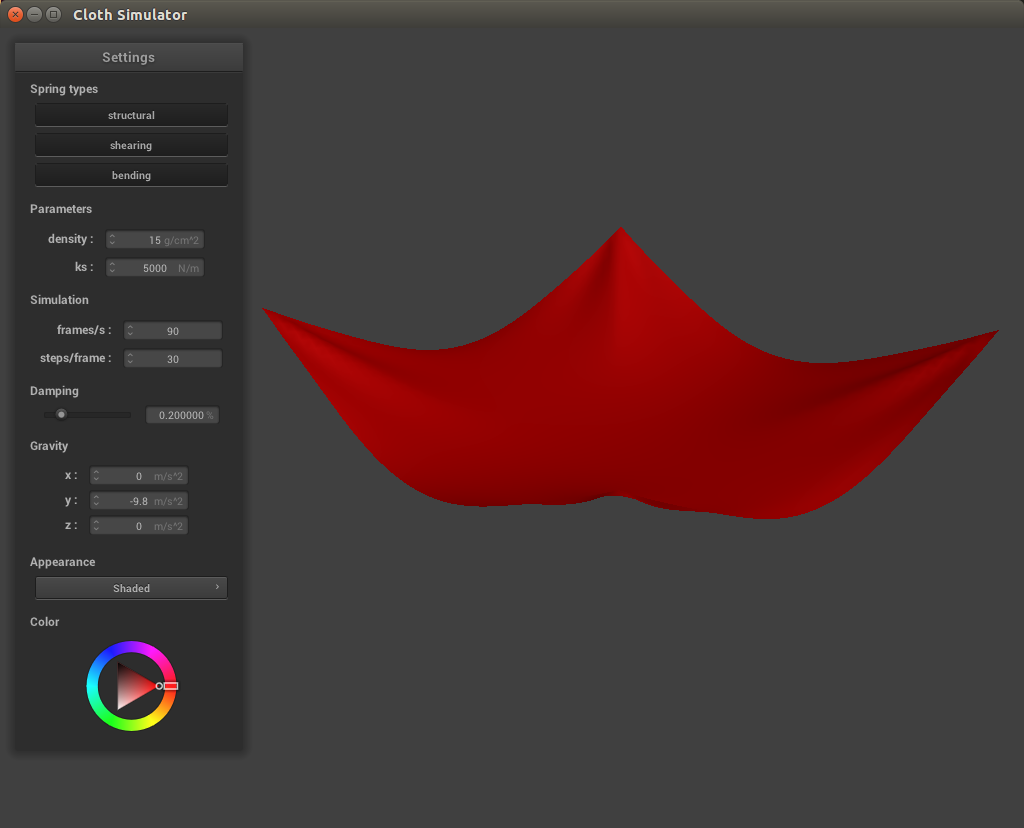 Cloth Simulator
Settings
Spring types
structural
shearing
bending
Parameters
density : 15 g/cm^2
ks : 5000 N/m
Simulation
frames/s : 90
steps/frame : 30
Damping
0.200000 %
Gravity
x : 0 m/s^2
y : -9.8 m/s^2
z : 0 m/s^2
Appearance
Shaded
Color